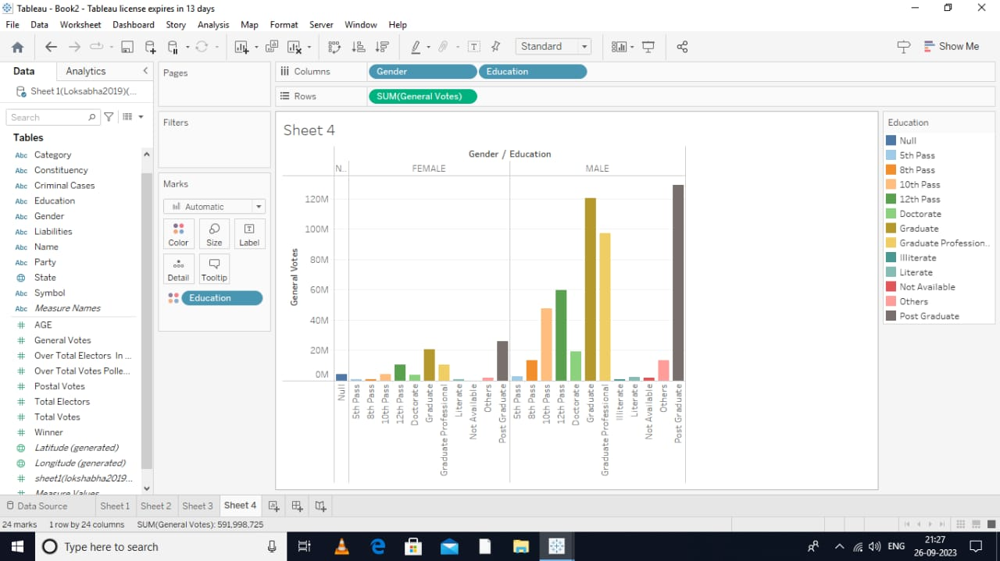 Tableau - Book2 - Tableau license expires in 13 days
File Data Worksheet Dashboard Story Analysis Map Format Server Window Help
Standard
Show Me
Data Analytics
Sheet 1(Loksabha2019)(...
Search
Tables
Abc Category
Abc Constituency
Abc Criminal Cases
Abc Education
Abc Gender
Abc Liabilities
Abc Name
Abc Party
State
Abc Symbol
Abc Measure Names
# AGE
# General Votes
# Over Total Electors In ...
# Over Total Votes Polle...
# Postal Votes
# Total Electors
# Total Votes
# Winner
Latitude (generated)
Longitude (generated)
# sheet1(lokshabha2019...
# Measure Values
Pages
Filters
Marks
Automatic
Color Size Label
Detail Tooltip
Education
Columns Gender Education
Rows SUM(General Votes)
Sheet 4
Gender / Education
N.. FEMALE MALE
General Votes
120M
100M
80M
60M
40M
20M
0M
Null
5th Pass
8th Pass
10th Pass
12th Pass
Doctorate
Graduate
Graduate Professional
Literate
Not Available
Others
Post Graduate
5th Pass
8th Pass
10th Pass
12th Pass
Doctorate
Graduate
Graduate Professional
Illiterate
Literate
Not Available
Others
Post Graduate
Education
Null
5th Pass
8th Pass
10th Pass
12th Pass
Doctorate
Graduate
Graduate Profession..
Illiterate
Literate
Not Available
Others
Post Graduate
Data Source Sheet 1 Sheet 2 Sheet 3 Sheet 4
24 marks 1 row by 24 columns SUM(General Votes): 591,998,725
Type here to search
ENG
21:27
26-09-2023